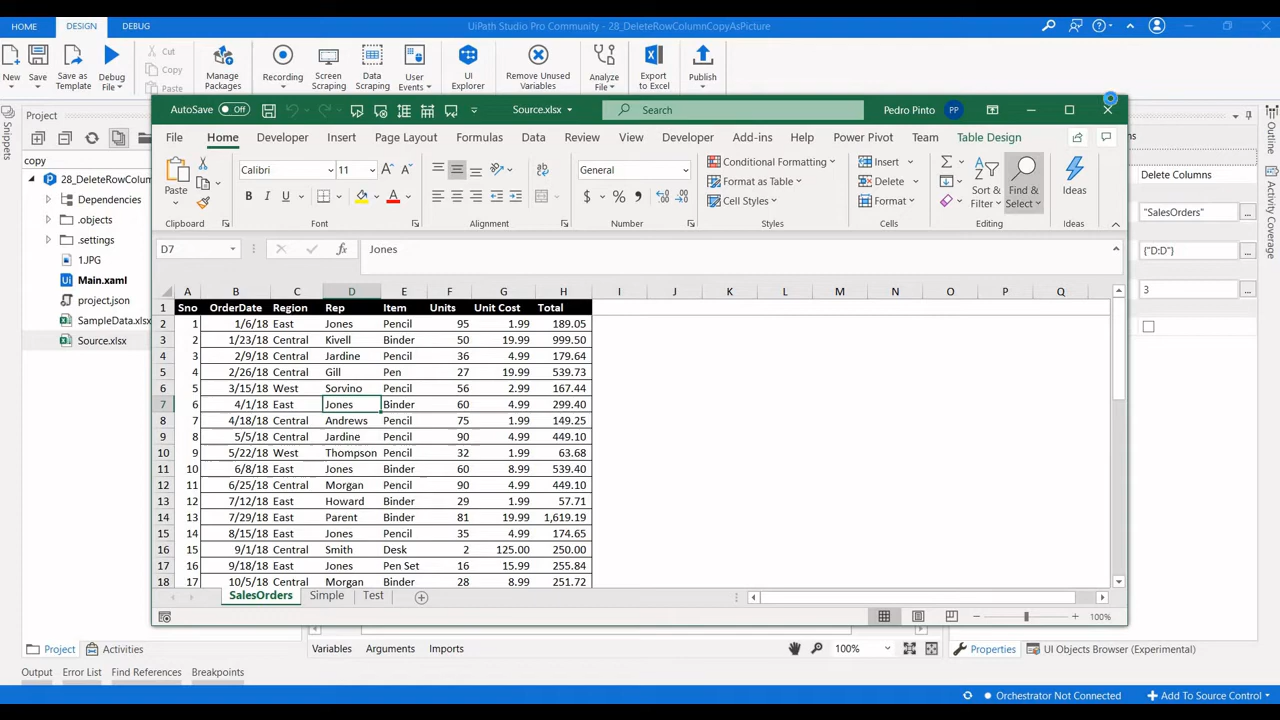 HOME DESIGN DEBUG UiPath Studio Pro Community - 28_DeleteRowColumnCopyAsPicture
New Save Save as Template Debug File Cut Copy Paste Manage Packages Recording Screen Scraping Data Scraping User Events UI Explorer Remove Unused Variables Analyze File Export to Excel Publish
Snippets
Project
copy
28_DeleteRowColum
Dependencies
.objects
.settings
1.JPG
Main.xaml
project.json
SampleData.xlsx
Source.xlsx
AutoSave Off Source.xlsx Search Pedro Pinto PP
File Home Developer Insert Page Layout Formulas Data Review View Developer Add-ins Help Power Pivot Team Table Design
Paste Calibri 11 General Conditional Formatting Insert Sort & Filter Find & Select Ideas
B I U A Format as Table Delete
Cell Styles Format
Clipboard Font Alignment Number Styles Cells Editing Ideas
D7 fx Jones
A B C D E F G H I J K L M N O P Q
1 Sno OrderDate Region Rep Item Units Unit Cost Total
2 1 1/6/18 East Jones Pencil 95 1.99 189.05
3 2 1/23/18 Central Kivell Binder 50 19.99 999.50
4 3 2/9/18 Central Jardine Pencil 36 4.99 179.64
5 4 2/26/18 Central Gill Pen 27 19.99 539.73
6 5 3/15/18 West Sorvino Pencil 56 2.99 167.44
7 6 4/1/18 East Jones Binder 60 4.99 299.40
8 7 4/18/18 Central Andrews Pencil 75 1.99 149.25
9 8 5/5/18 Central Jardine Pencil 90 4.99 449.10
10 9 5/22/18 West Thompson Pencil 32 1.99 63.68
11 10 6/8/18 East Jones Binder 60 8.99 539.40
12 11 6/25/18 Central Morgan Pencil 90 4.99 449.10
13 12 7/12/18 East Howard Binder 29 1.99 57.71
14 13 7/29/18 East Parent Binder 81 19.99 1,619.19
15 14 8/15/18 East Jones Pencil 35 4.99 174.65
16 15 9/1/18 Central Smith Desk 2 125.00 250.00
17 16 9/18/18 East Jones Pen Set 16 15.99 255.84
18 17 10/5/18 Central Morgan Binder 28 8.99 251.72
SalesOrders Simple Test
100%
Delete Columns
"SalesOrders" ...
{"D:D"} ...
3 ...
Outline
Activity Coverage
Project Activities Variables Arguments Imports 100% Properties UI Objects Browser (Experimental)
Output Error List Find References Breakpoints
Orchestrator Not Connected Add To Source Control